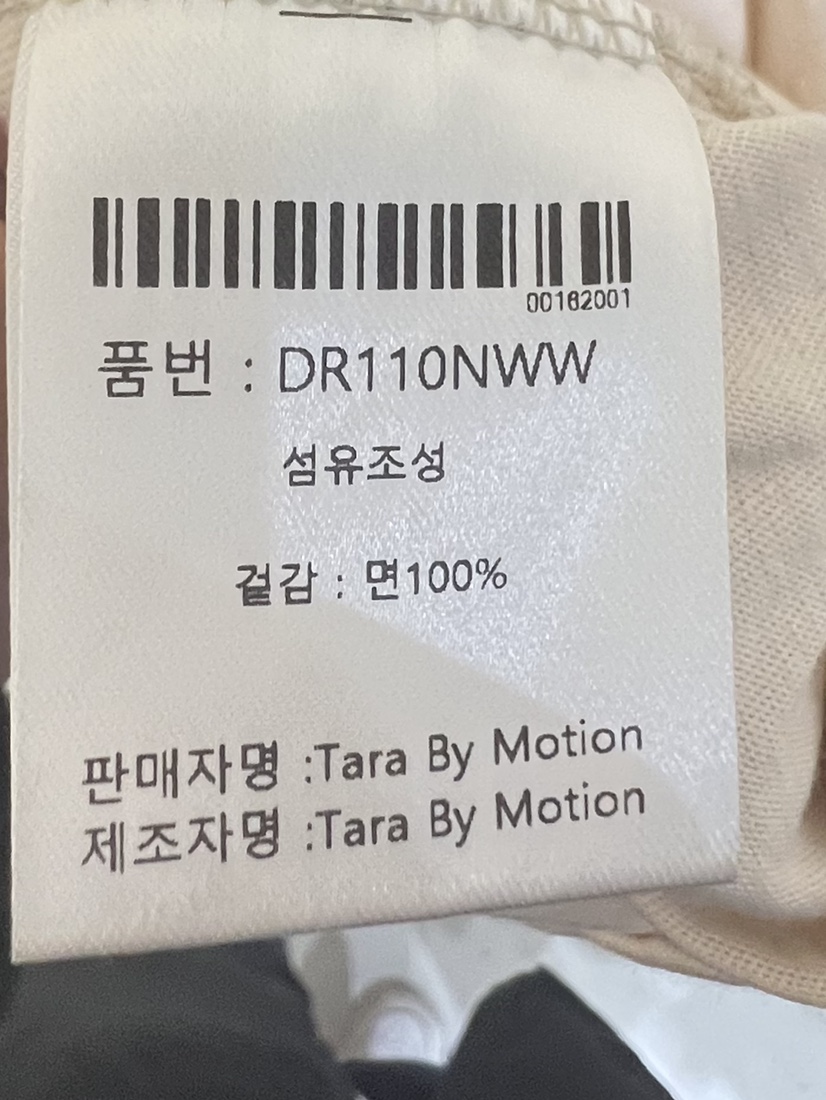 00162001
품번 : DR110NWW
섬유조성
겉감 : 면100%
판매자명 :Tara By Motion
제조자명 :Tara By Motion